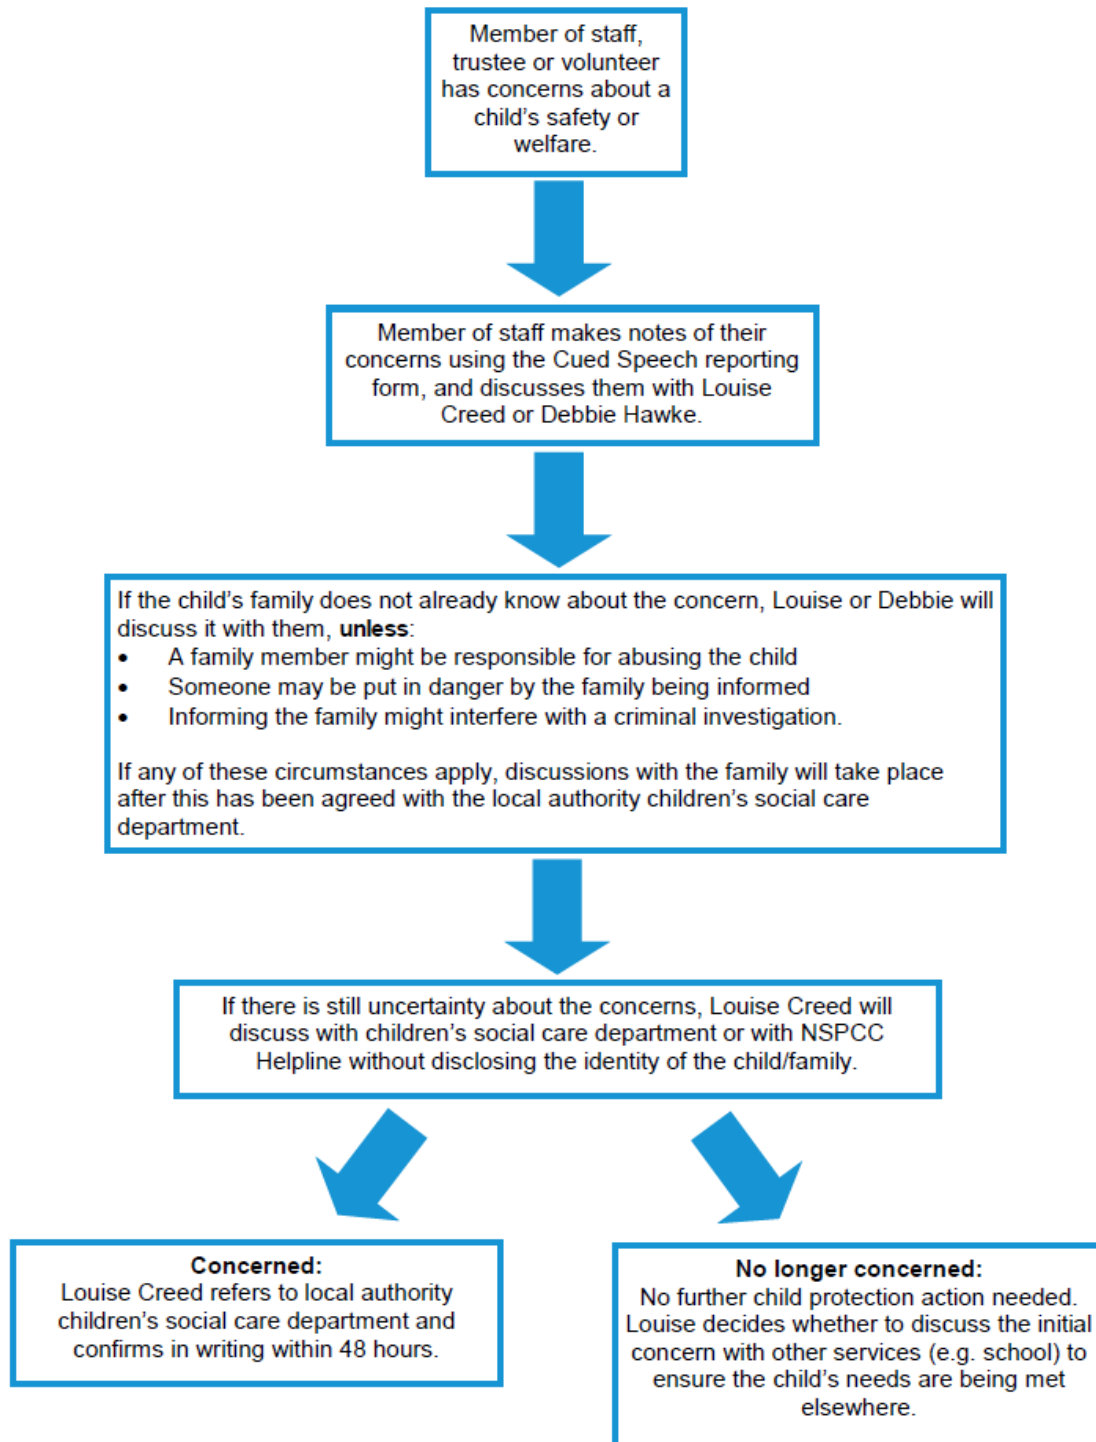 Member of staff,
trustee or volunteer
has concerns about a
child's safety or
welfare.
Member of staff makes notes of their
concerns using the Cued Speech reporting
form, and discusses them with Louise
Creed or Debbie Hawke.
If the child's family does not already know about the concern, Louise or Debbie will
discuss it with them, unless:
• A family member might be responsible for abusing the child
• Someone may be put in danger by the family being informed
• Informing the family might interfere with a criminal investigation.
If any of these circumstances apply, discussions with the family will take place
after this has been agreed with the local authority children's social care
department.
If there is still uncertainty about the concerns, Louise Creed will
discuss with children's social care department or with NSPCC
Helpline without disclosing the identity of the child/family.
Concerned:
Louise Creed refers to local authority
children's social care department and
confirms in writing within 48 hours.
No longer concerned:
No further child protection action needed.
Louise decides whether to discuss the initial
concern with other services (e.g. school) to
ensure the child's needs are being met
elsewhere.